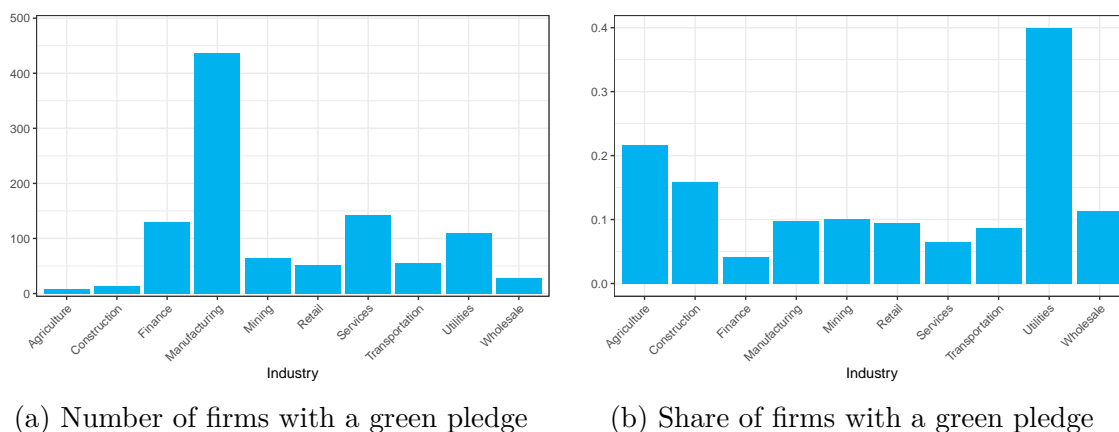 500
400
300
200
100
0
Agriculture
Construction
Finance
Manufacturing
Mining
Retail
Services
Transportation
Utilities
Wholesale
Industry
(a) Number of firms with a green pledge
0.4
0.3
0.2
0.1
0.0
Agriculture
Construction
Finance
Manufacturing
Mining
Retail
Services
Transportation
Utilities
Wholesale
Industry
(b) Share of firms with a green pledge